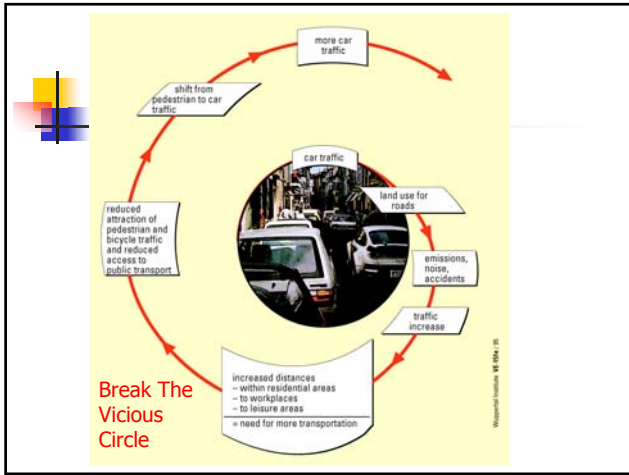 more car
traffic
shift from
pedestrian to car
traffic
car traffic
land use for
roads
reduced
attraction of
pedestrian and
bicycle traffic
and reduced
access to
public transport
emissions,
noise,
accidents
traffic
increase
increased distances
– within residential areas
– to workplaces
– to leisure areas
= need for more transportation
Break The
Vicious
Circle
Wuppertal Institute